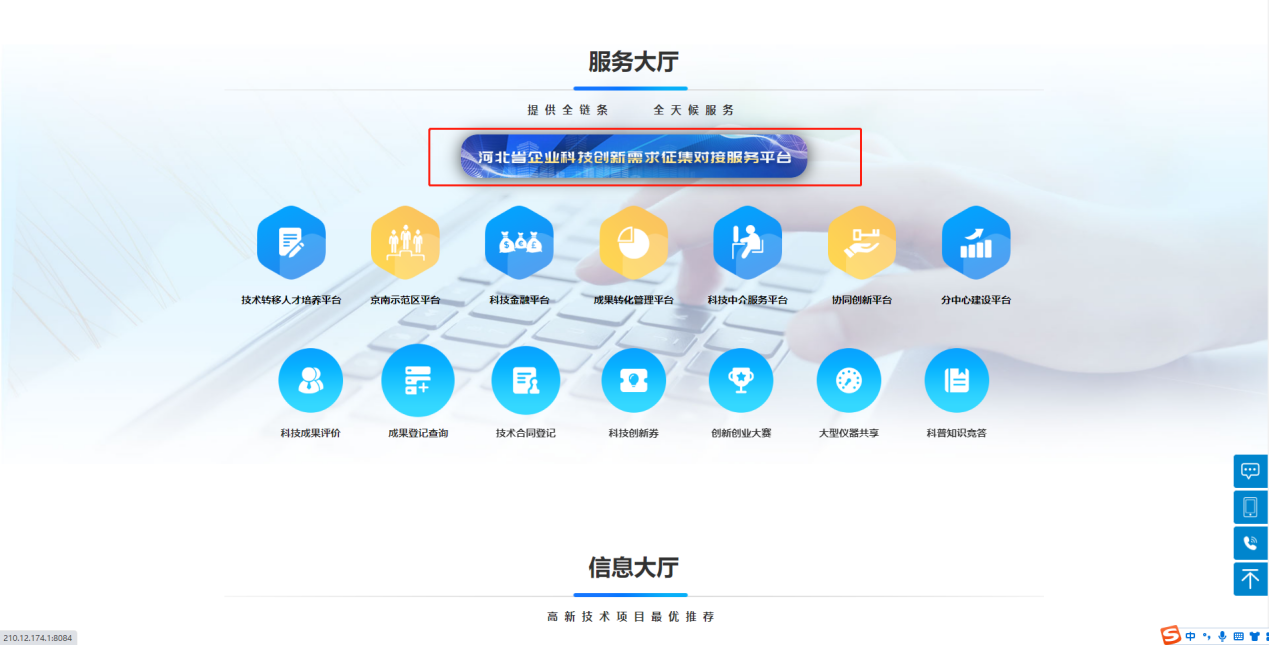 服务大厅
提供全链条 全天候服务
河北省企业科技创新需求征集对接服务平台
技术转移人才培养平台 京南示范区平台 科技金融平台 成果转化管理平台 科技中介服务平台 协同创新平台 分中心建设平台
科技成果评价 成果登记查询 技术合同登记 科技创新券 创新创业大赛 大型仪器共享 科普知识竞答
信息大厅
高新技术项目最优推荐
210.12.174.1:8084
中